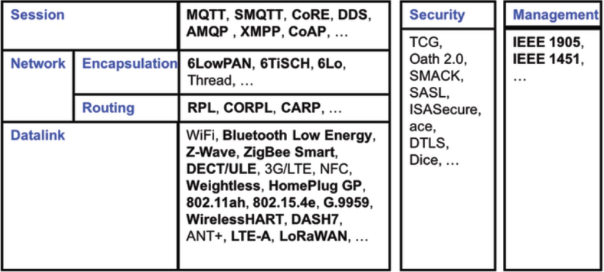 Session
MQTT, SMQTT, CoRE, DDS,
AMQP , XMPP, CoAP, …
Network
Encapsulation
6LowPAN, 6TiSCH, 6Lo,
Thread, …
Routing
RPL, CORPL, CARP, …
Datalink
WiFi, Bluetooth Low Energy,
Z-Wave, ZigBee Smart,
DECT/ULE, 3G/LTE, NFC,
Weightless, HomePlug GP,
802.11ah, 802.15.4e, G.9959,
WirelessHART, DASH7,
ANT+, LTE-A, LoRaWAN, …
Security
TCG,
Oath 2.0,
SMACK,
SASL,
ISASecure,
ace,
DTLS,
Dice, …
Management
IEEE 1905,
IEEE 1451,
…